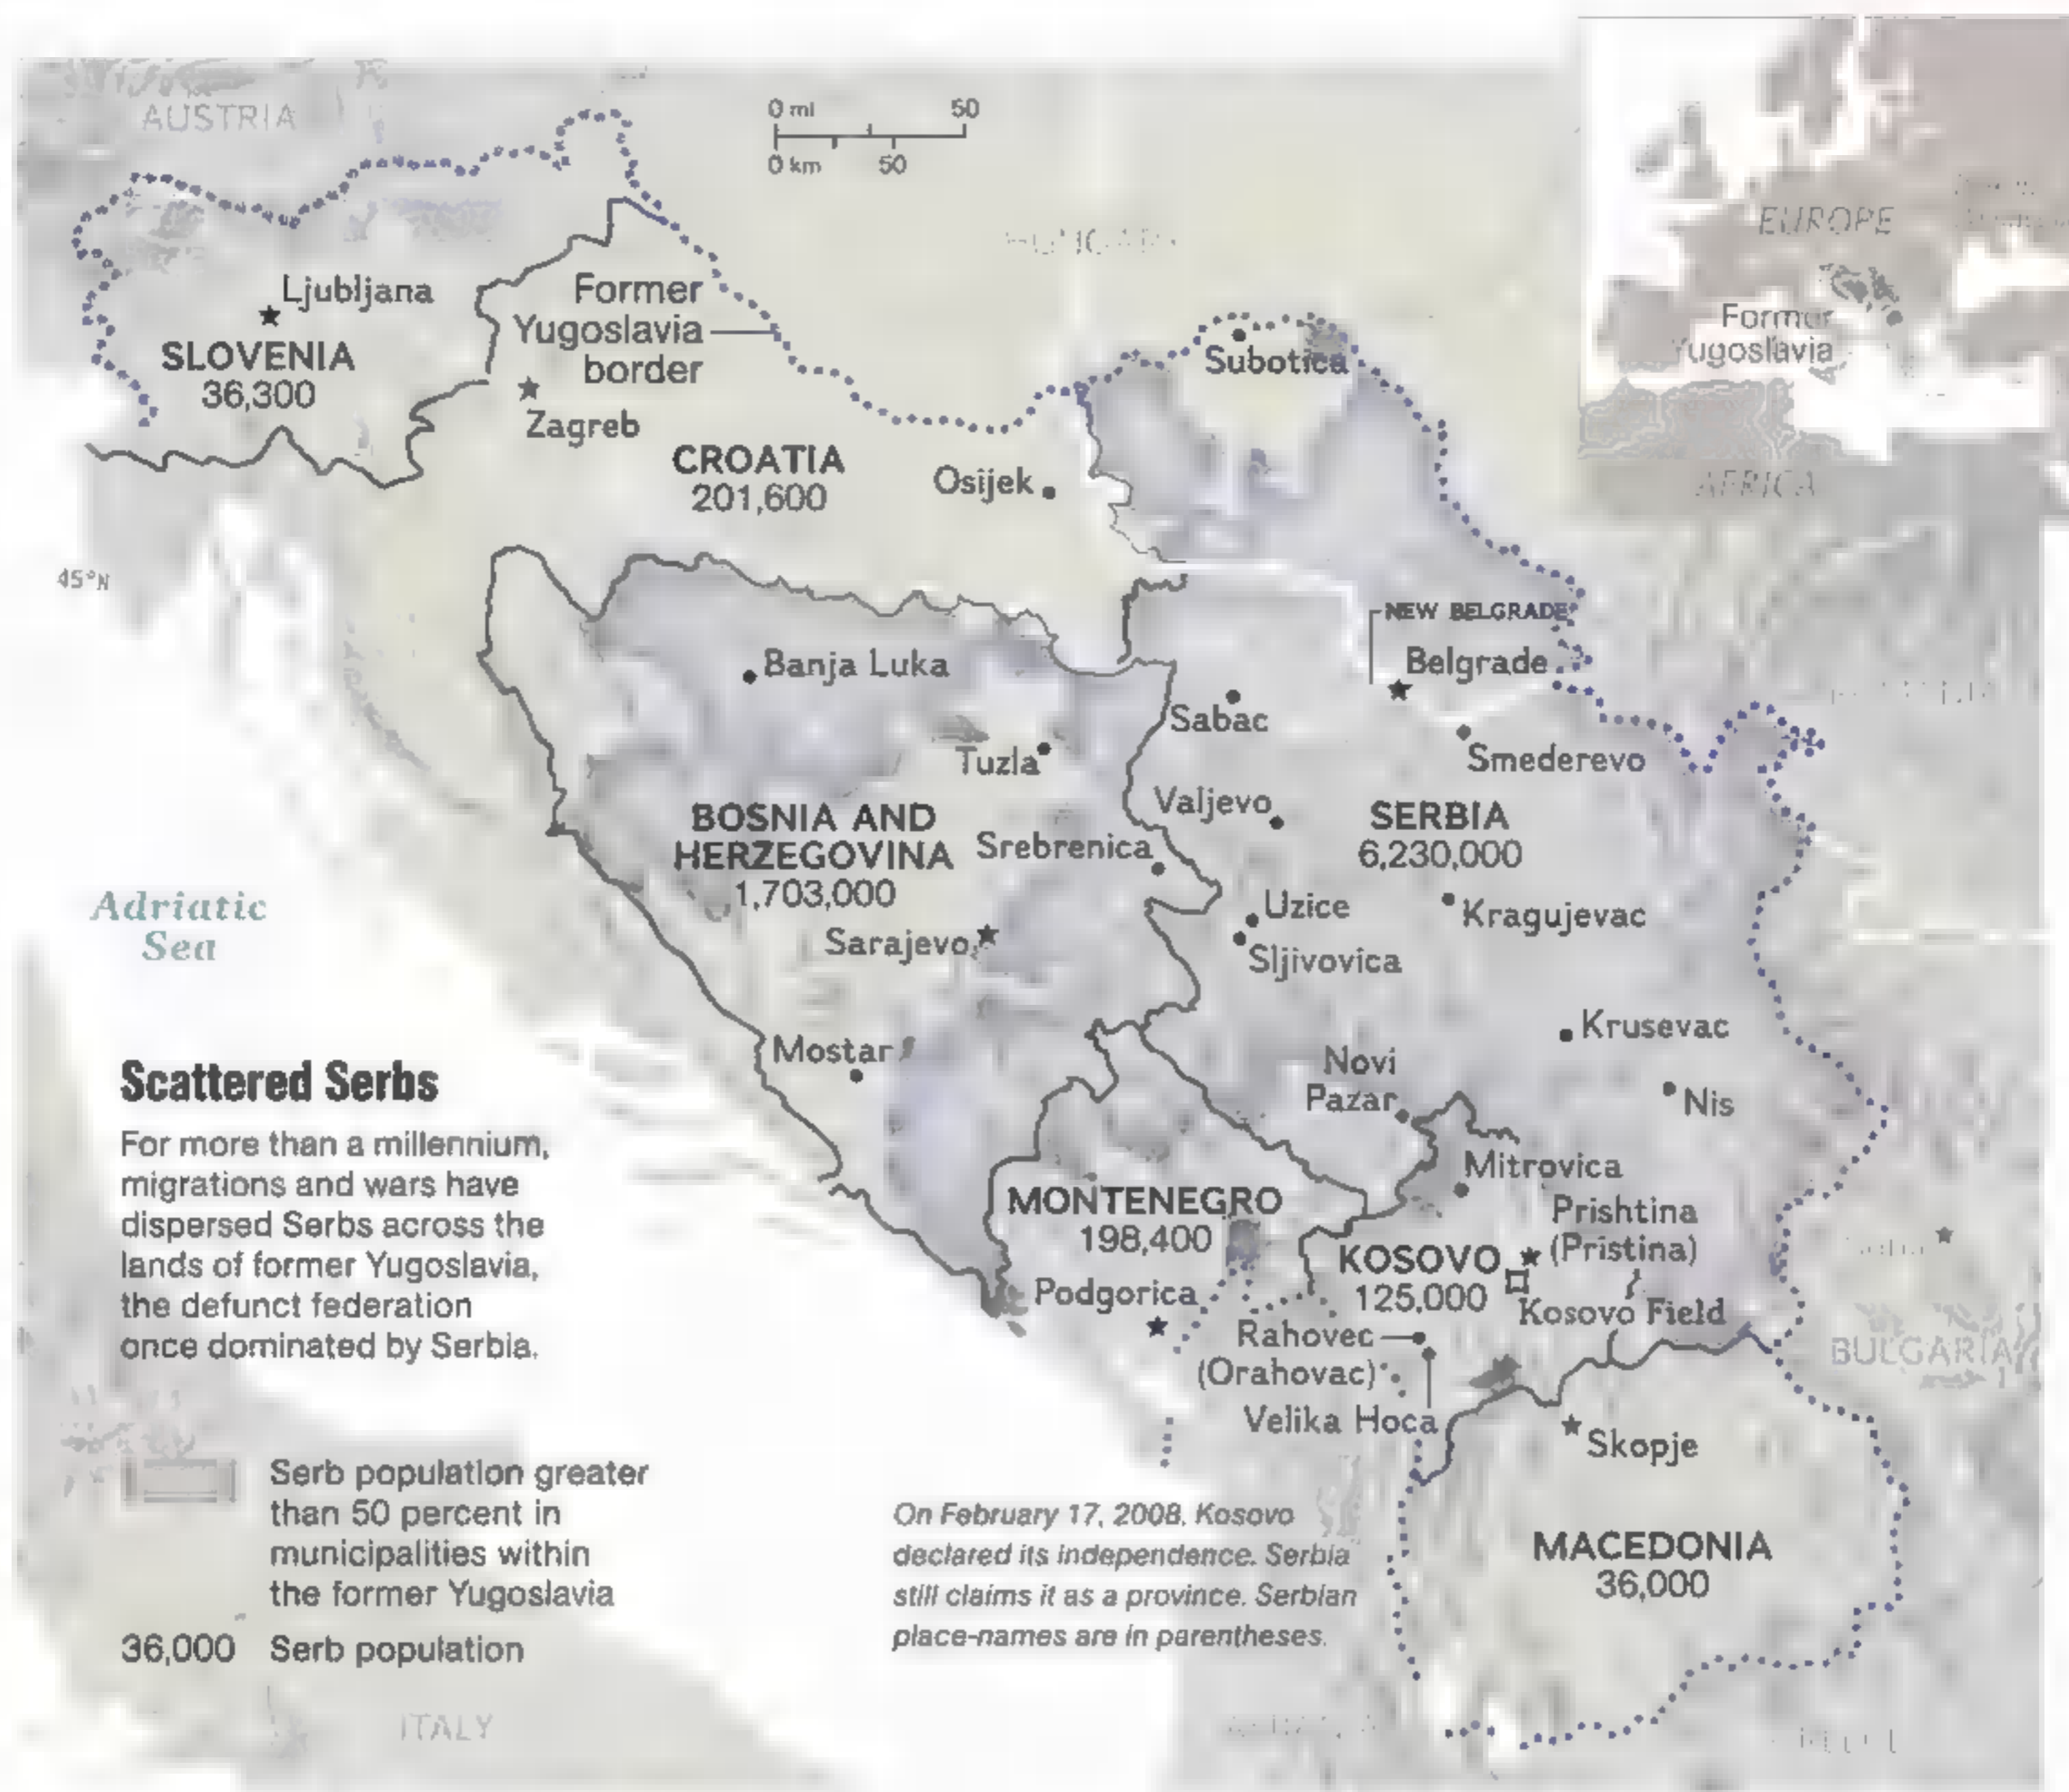 AUSTRIA
0 mi 50
0 km 50
EUROPE
Former
Yugoslavia
AFRICA
Ljubljana
SLOVENIA
36,300
Former
Yugoslavia
border
Zagreb
CROATIA
201,600
Osijek
Subotica
45°N
NEW BELGRADE
Belgrade
Banja Luka
Sabac
Smederevo
Tuzla
Valjevo
BOSNIA AND
HERZEGOVINA
1,703,000
Srebrenica
SERBIA
6,230,000
Uzice
Kragujevac
Sljivovica
Sarajevo
Adriatic
Sea
Mostar
Krusevac
Novi
Pazar
Nis
Mitrovica
MONTENEGRO
198,400
Prishtina
(Pristina)
KOSOVO
125,000
Podgorica
Kosovo Field
Rahovec
(Orahovac)
Velika Hoca
BULGARIA
Skopje
MACEDONIA
36,000
Scattered Serbs
For more than a millennium,
migrations and wars have
dispersed Serbs across the
lands of former Yugoslavia,
the defunct federation
once dominated by Serbia.
Serb population greater
than 50 percent in
municipalities within
the former Yugoslavia
36,000 Serb population
On February 17, 2008, Kosovo
declared its independence. Serbia
still claims it as a province. Serbian
place-names are in parentheses.
ITALY